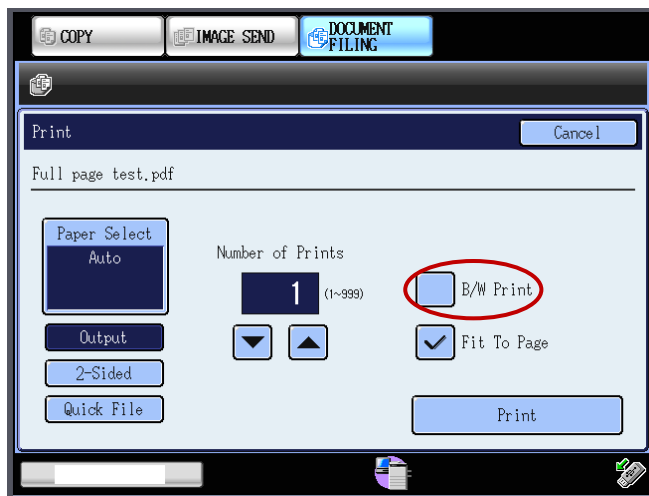 COPY
IMAGE SEND
DOCUMENT
FILING
Print
Cancel
Full page test.pdf
Paper Select
Auto
Number of Prints
1 (1~999)
B/W Print
Output
Fit To Page
2-Sided
Quick File
Print